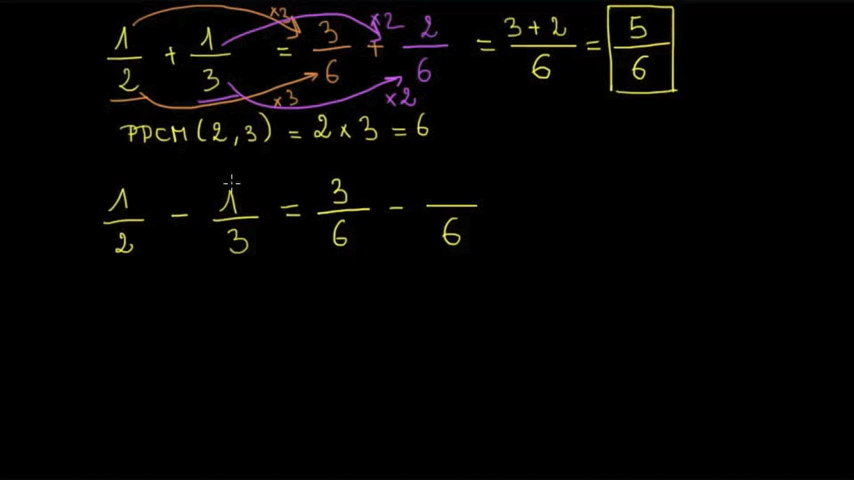 1/2 + 1/3 = 3/6 + 2/6 = (3+2)/6 = 5/6
×3 ×2
×3 ×2
PPCM(2,3) = 2×3 = 6
1/2 - 1/3 = 3/6 - /6